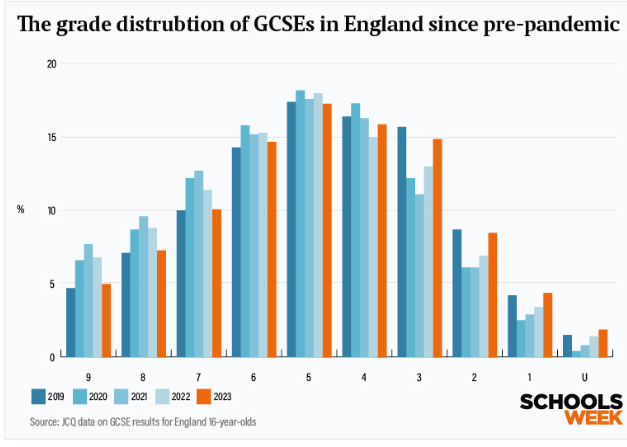 The grade distrubtion of GCSEs in England since pre-pandemic
20
15
%
10
5
0
9 8 7 6 5 4 3 2 1 U
2019 2020 2021 2022 2023
Source: JCQ data on GCSE results for England 16-year-olds
SCHOOLS
WEEK